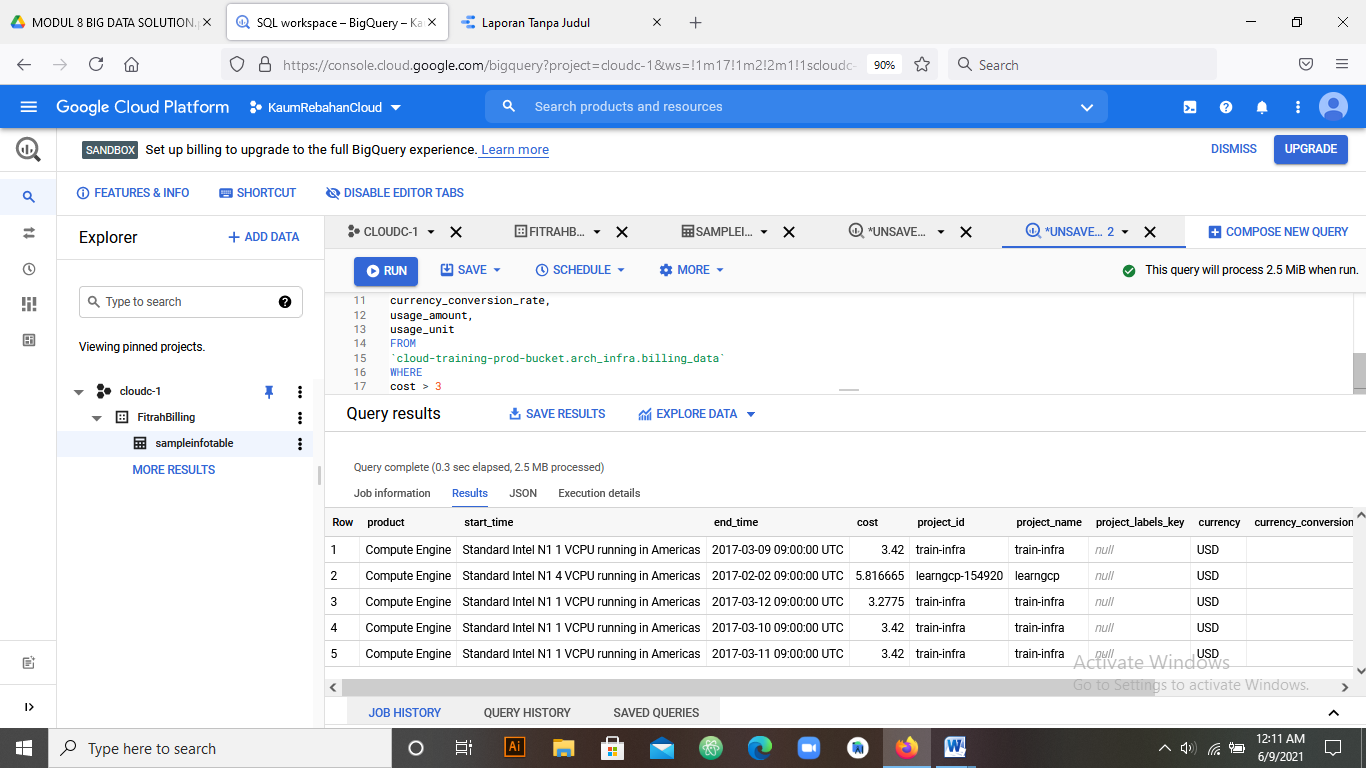 MODUL 8 BIG DATA SOLUTION.
SQL workspace – BigQuery – Ka
Laporan Tanpa Judul
https://console.cloud.google.com/bigquery?project=cloudc-1&ws=!1m17!1m2!2m1!1scloudc-
90%
Search
Google Cloud Platform
KaumRebahanCloud
Search products and resources
SANDBOX Set up billing to upgrade to the full BigQuery experience. Learn more
DISMISS
UPGRADE
FEATURES & INFO
SHORTCUT
DISABLE EDITOR TABS
Explorer
+ ADD DATA
Type to search
Viewing pinned projects.
cloudc-1
FitrahBilling
sampleinfotable
MORE RESULTS
CLOUDC-1
FITRAHB...
SAMPLEI...
*UNSAVE...
*UNSAVE... 2
COMPOSE NEW QUERY
RUN
SAVE
SCHEDULE
MORE
This query will process 2.5 MiB when run.
11 currency_conversion_rate,
12 usage_amount,
13 usage_unit
14 FROM
15 `cloud-training-prod-bucket.arch_infra.billing_data`
16 WHERE
17 cost > 3
Query results
SAVE RESULTS
EXPLORE DATA
Query complete (0.3 sec elapsed, 2.5 MB processed)
Job information Results JSON Execution details
Row product start_time end_time cost project_id project_name project_labels_key currency currency_conversion
1 Compute Engine Standard Intel N1 1 VCPU running in Americas 2017-03-09 09:00:00 UTC 3.42 train-infra train-infra null USD
2 Compute Engine Standard Intel N1 4 VCPU running in Americas 2017-02-02 09:00:00 UTC 5.816665 learngcp-154920 learngcp null USD
3 Compute Engine Standard Intel N1 1 VCPU running in Americas 2017-03-12 09:00:00 UTC 3.2775 train-infra train-infra null USD
4 Compute Engine Standard Intel N1 1 VCPU running in Americas 2017-03-10 09:00:00 UTC 3.42 train-infra train-infra null USD
5 Compute Engine Standard Intel N1 1 VCPU running in Americas 2017-03-11 09:00:00 UTC 3.42 train-infra train-infra null USD
Activate Windows
Go to Settings to activate Windows.
JOB HISTORY
QUERY HISTORY
SAVED QUERIES
Type here to search
Ai
12:11 AM
6/9/2021